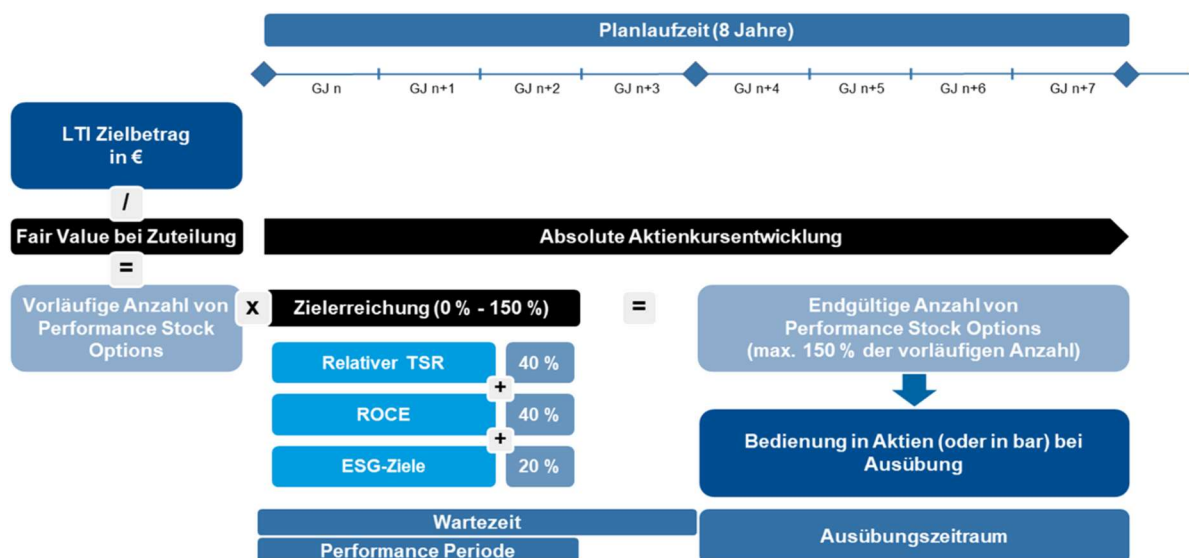 Planlaufzeit (8 Jahre)
GJ n
GJ n+1
GJ n+2
GJ n+3
GJ n+4
GJ n+5
GJ n+6
GJ n+7
LTI Zielbetrag
in €
/
Fair Value bei Zuteilung
Absolute Aktienkursentwicklung
=
Vorläufige Anzahl von
Performance Stock
Options
x
Zielerreichung (0 % - 150 %)
=
Endgültige Anzahl von
Performance Stock Options
(max. 150 % der vorläufigen Anzahl)
Relativer TSR
40 %
+
ROCE
40 %
+
ESG-Ziele
20 %
Bedienung in Aktien (oder in bar) bei
Ausübung
Wartezeit
Performance Periode
Ausübungszeitraum